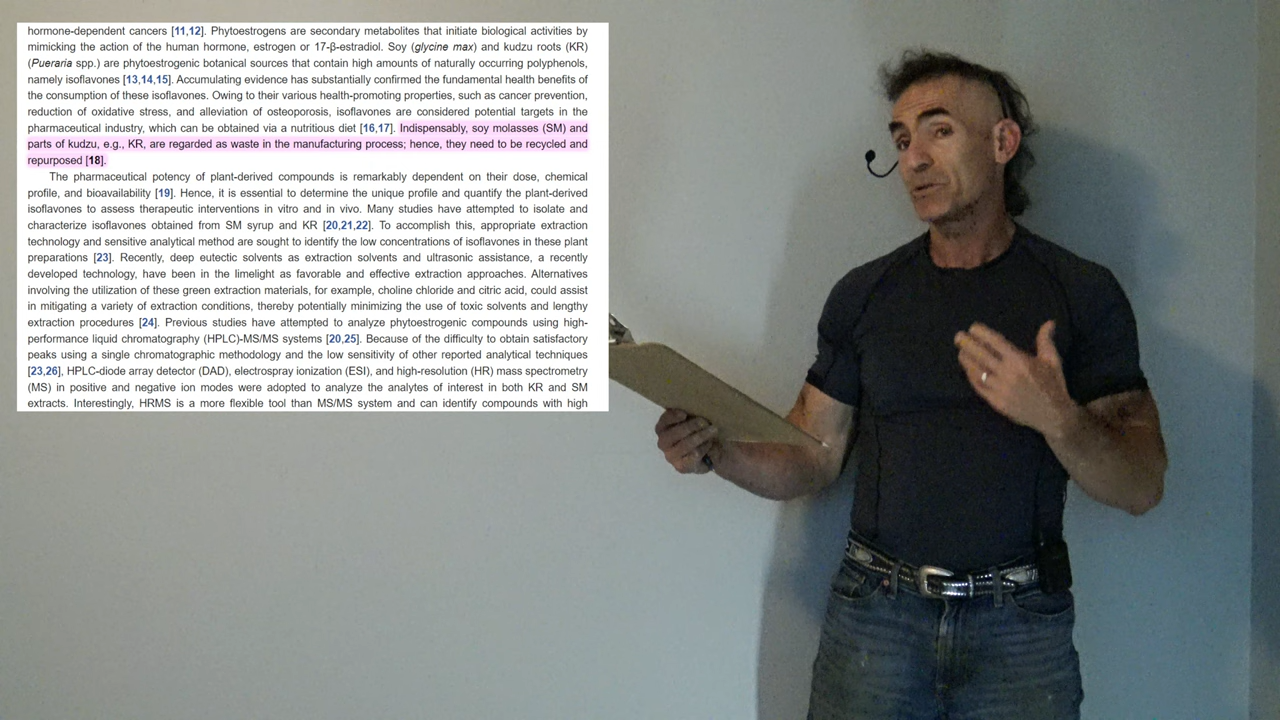 hormone-dependent cancers [11,12]. Phytoestrogens are secondary metabolites that initiate biological activities by
mimicking the action of the human hormone, estrogen or 17-β-estradiol. Soy (glycine max) and kudzu roots (KR)
(Pueraria spp.) are phytoestrogenic botanical sources that contain high amounts of naturally occurring polyphenols,
namely isoflavones [13,14,15]. Accumulating evidence has substantially confirmed the fundamental health benefits of
the consumption of these isoflavones. Owing to their various health-promoting properties, such as cancer prevention,
reduction of oxidative stress, and alleviation of osteoporosis, isoflavones are considered potential targets in the
pharmaceutical industry, which can be obtained via a nutritious diet [16,17]. Indispensably, soy molasses (SM) and
parts of kudzu, e.g., KR, are regarded as waste in the manufacturing process; hence, they need to be recycled and
repurposed [18].
The pharmaceutical potency of plant-derived compounds is remarkably dependent on their dose, chemical
profile, and bioavailability [19]. Hence, it is essential to determine the unique profile and quantify the plant-derived
isoflavones to assess therapeutic interventions in vitro and in vivo. Many studies have attempted to isolate and
characterize isoflavones obtained from SM syrup and KR [20,21,22]. To accomplish this, appropriate extraction
technology and sensitive analytical method are sought to identify the low concentrations of isoflavones in these plant
preparations [23]. Recently, deep eutectic solvents as extraction solvents and ultrasonic assistance, a recently
developed technology, have been in the limelight as favorable and effective extraction approaches. Alternatives
involving the utilization of these green extraction materials, for example, choline chloride and citric acid, could assist
in mitigating a variety of extraction conditions, thereby potentially minimizing the use of toxic solvents and lengthy
extraction procedures [24]. Previous studies have attempted to analyze phytoestrogenic compounds using high-
performance liquid chromatography (HPLC)-MS/MS systems [20,25]. Because of the difficulty to obtain satisfactory
peaks using a single chromatographic methodology and the low sensitivity of other reported analytical techniques
[23,26], HPLC-diode array detector (DAD), electrospray ionization (ESI), and high-resolution (HR) mass spectrometry
(MS) in positive and negative ion modes were adopted to analyze the analytes of interest in both KR and SM
extracts. Interestingly, HRMS is a more flexible tool than MS/MS system and can identify compounds with high